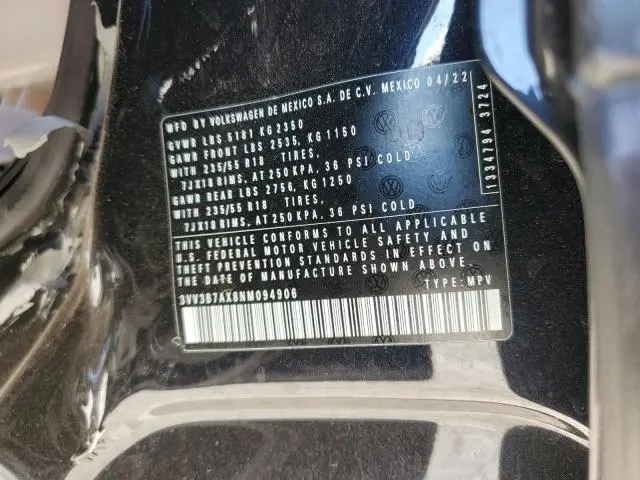 MFD BY VOLKSWAGEN DE MEXICO S.A. DE C.V. MEXICO 04/22
GVWR LBS 5181 KG 2350
GAWR FRONT LBS 2535, KG 1150
WITH 235/55 R18 TIRES,
7JX18 RIMS, AT 250 KPA, 36 PSI COLD
GAWR REAR LBS 2756, KG 1250
WITH 235/55 R18 TIRES,
7JX18 RIMS, AT 250 KPA, 36 PSI COLD
THIS VEHICLE CONFORMS TO ALL APPLICABLE
U.S. FEDERAL MOTOR VEHICLE SAFETY AND
THEFT PREVENTION STANDARDS IN EFFECT ON
THE DATE OF MANUFACTURE SHOWN ABOVE.
3VV3B7AX8NM094906 TYPE: MPV
1334794 3724